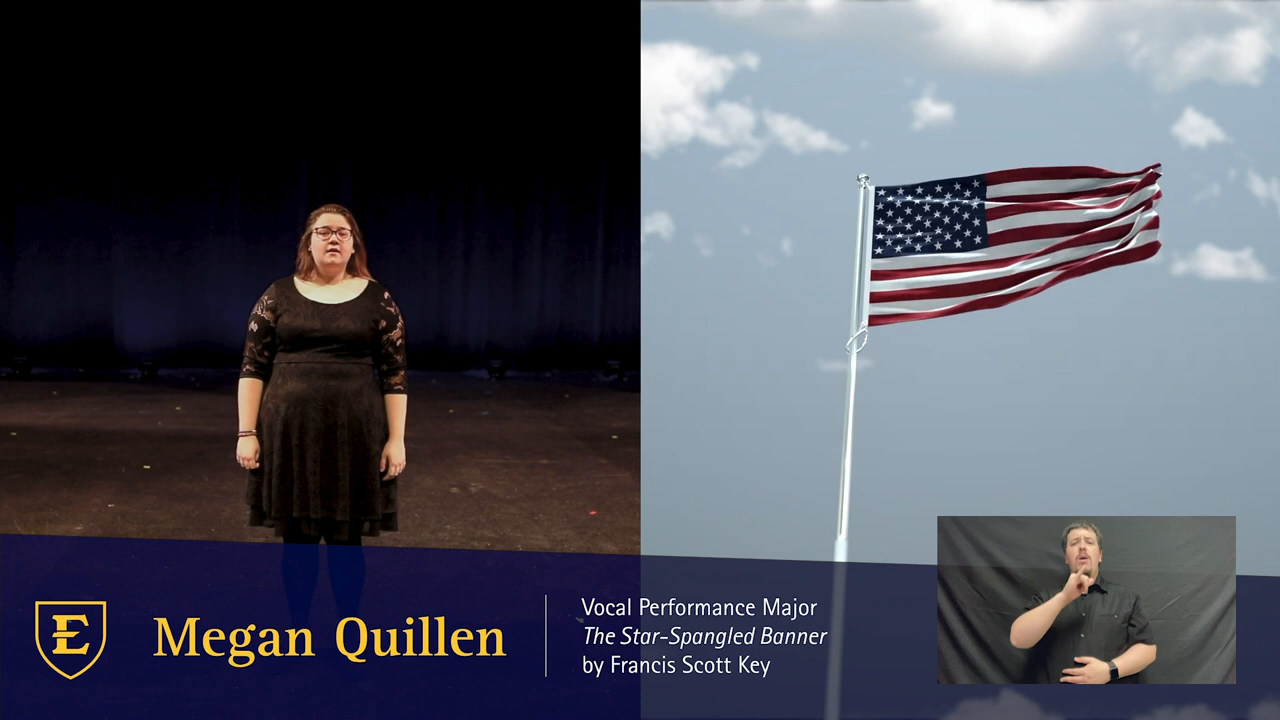 E
Megan Quillen
Vocal Performance Major
The Star-Spangled Banner
by Francis Scott Key